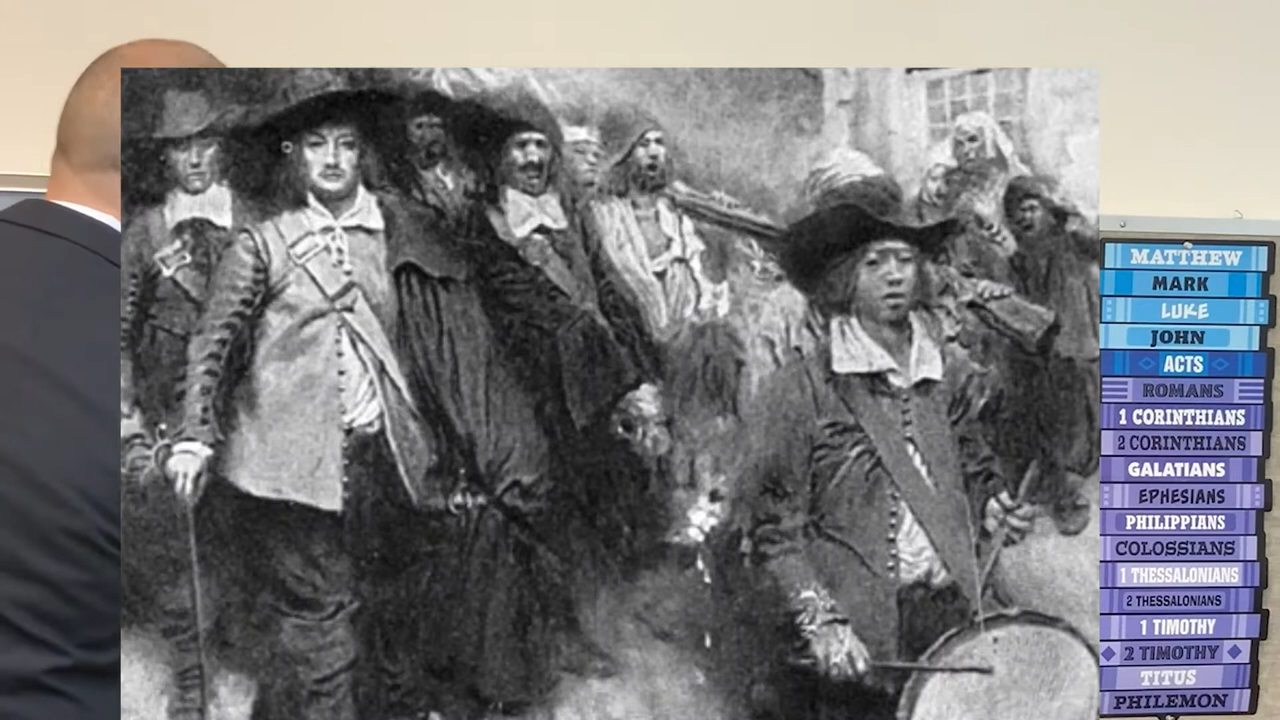 MATTHEW
MARK
LUKE
JOHN
ACTS
ROMANS
1 CORINTHIANS
2 CORINTHIANS
GALATIANS
EPHESIANS
PHILIPPIANS
COLOSSIANS
1 THESSALONIANS
2 THESSALONIANS
1 TIMOTHY
2 TIMOTHY
TITUS
PHILEMON